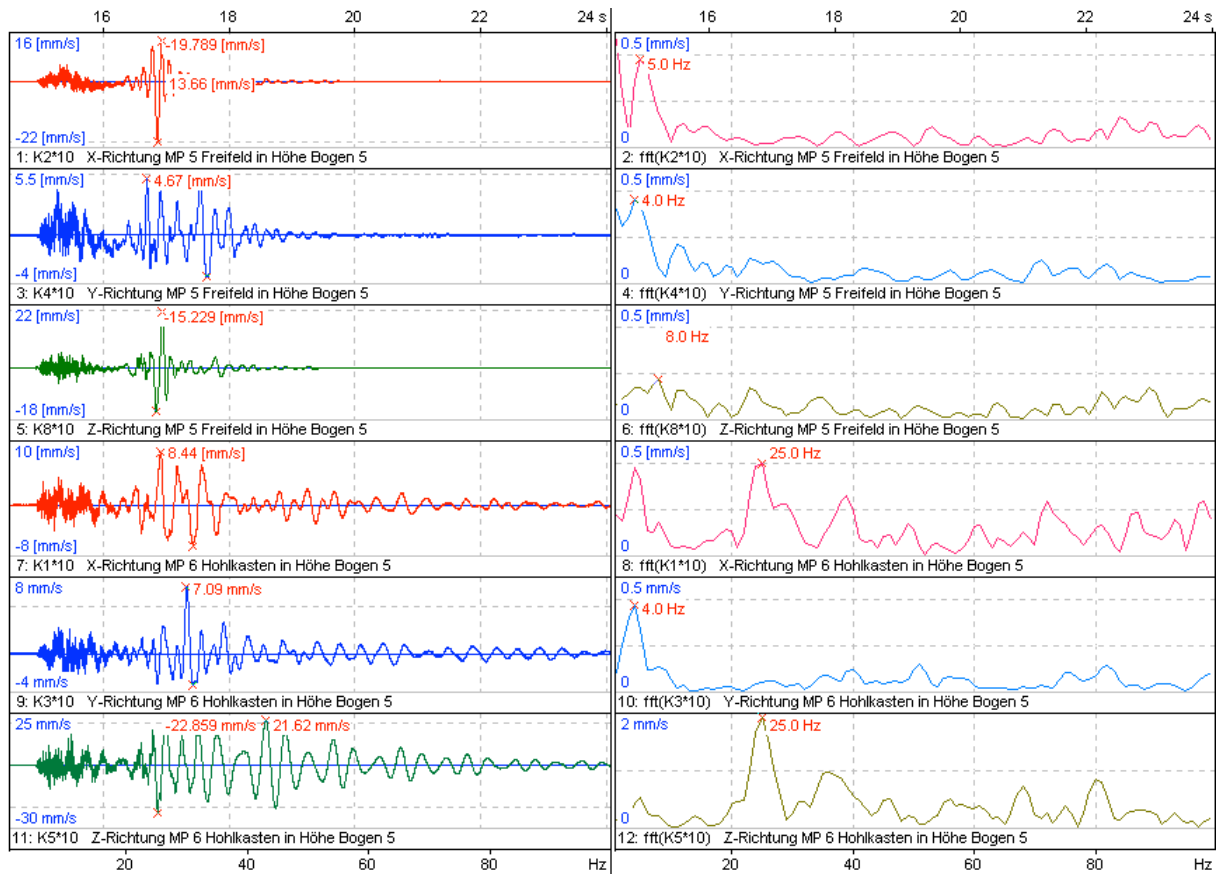 16 18 20 22 24 s
16 18 20 22 24 s
16 [mm/s]
-19.789 [mm/s]
13.66 [mm/s]
-22 [mm/s]
1: K2*10 X-Richtung MP 5 Freifeld in Höhe Bogen 5
0.5 [mm/s]
5.0 Hz
0
2: fft(K2*10) X-Richtung MP 5 Freifeld in Höhe Bogen 5
5.5 [mm/s]
4.67 [mm/s]
-4 [mm/s]
3: K4*10 Y-Richtung MP 5 Freifeld in Höhe Bogen 5
0.5 [mm/s]
4.0 Hz
0
4: fft(K4*10) Y-Richtung MP 5 Freifeld in Höhe Bogen 5
22 [mm/s]
-15.229 [mm/s]
-18 [mm/s]
5: K8*10 Z-Richtung MP 5 Freifeld in Höhe Bogen 5
0.5 [mm/s]
8.0 Hz
0
6: fft(K8*10) Z-Richtung MP 5 Freifeld in Höhe Bogen 5
10 [mm/s]
8.44 [mm/s]
-8 [mm/s]
7: K1*10 X-Richtung MP 6 Hohlkasten in Höhe Bogen 5
0.5 [mm/s]
25.0 Hz
0
8: fft(K1*10) X-Richtung MP 6 Hohlkasten in Höhe Bogen 5
8 mm/s
7.09 mm/s
-4 mm/s
9: K3*10 Y-Richtung MP 6 Hohlkasten in Höhe Bogen 5
0.5 mm/s
4.0 Hz
0
10: fft(K3*10) Y-Richtung MP 6 Hohlkasten in Höhe Bogen 5
25 mm/s
-22.859 mm/s 21.62 mm/s
-30 mm/s
11: K5*10 Z-Richtung MP 6 Hohlkasten in Höhe Bogen 5
2 mm/s
25.0 Hz
0
12: fft(K5*10) Z-Richtung MP 6 Hohlkasten in Höhe Bogen 5
20 40 60 80 Hz
20 40 60 80 Hz